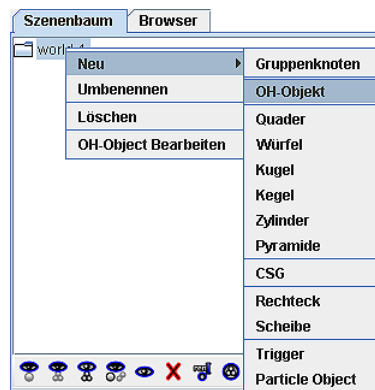 Szenenbaum
Browser
Neu
Umbenennen
Löschen
OH-Object Bearbeiten
Gruppenknoten
OH-Objekt
Quader
Würfel
Kugel
Kegel
Zylinder
Pyramide
CSG
Rechteck
Scheibe
Trigger
Particle Object